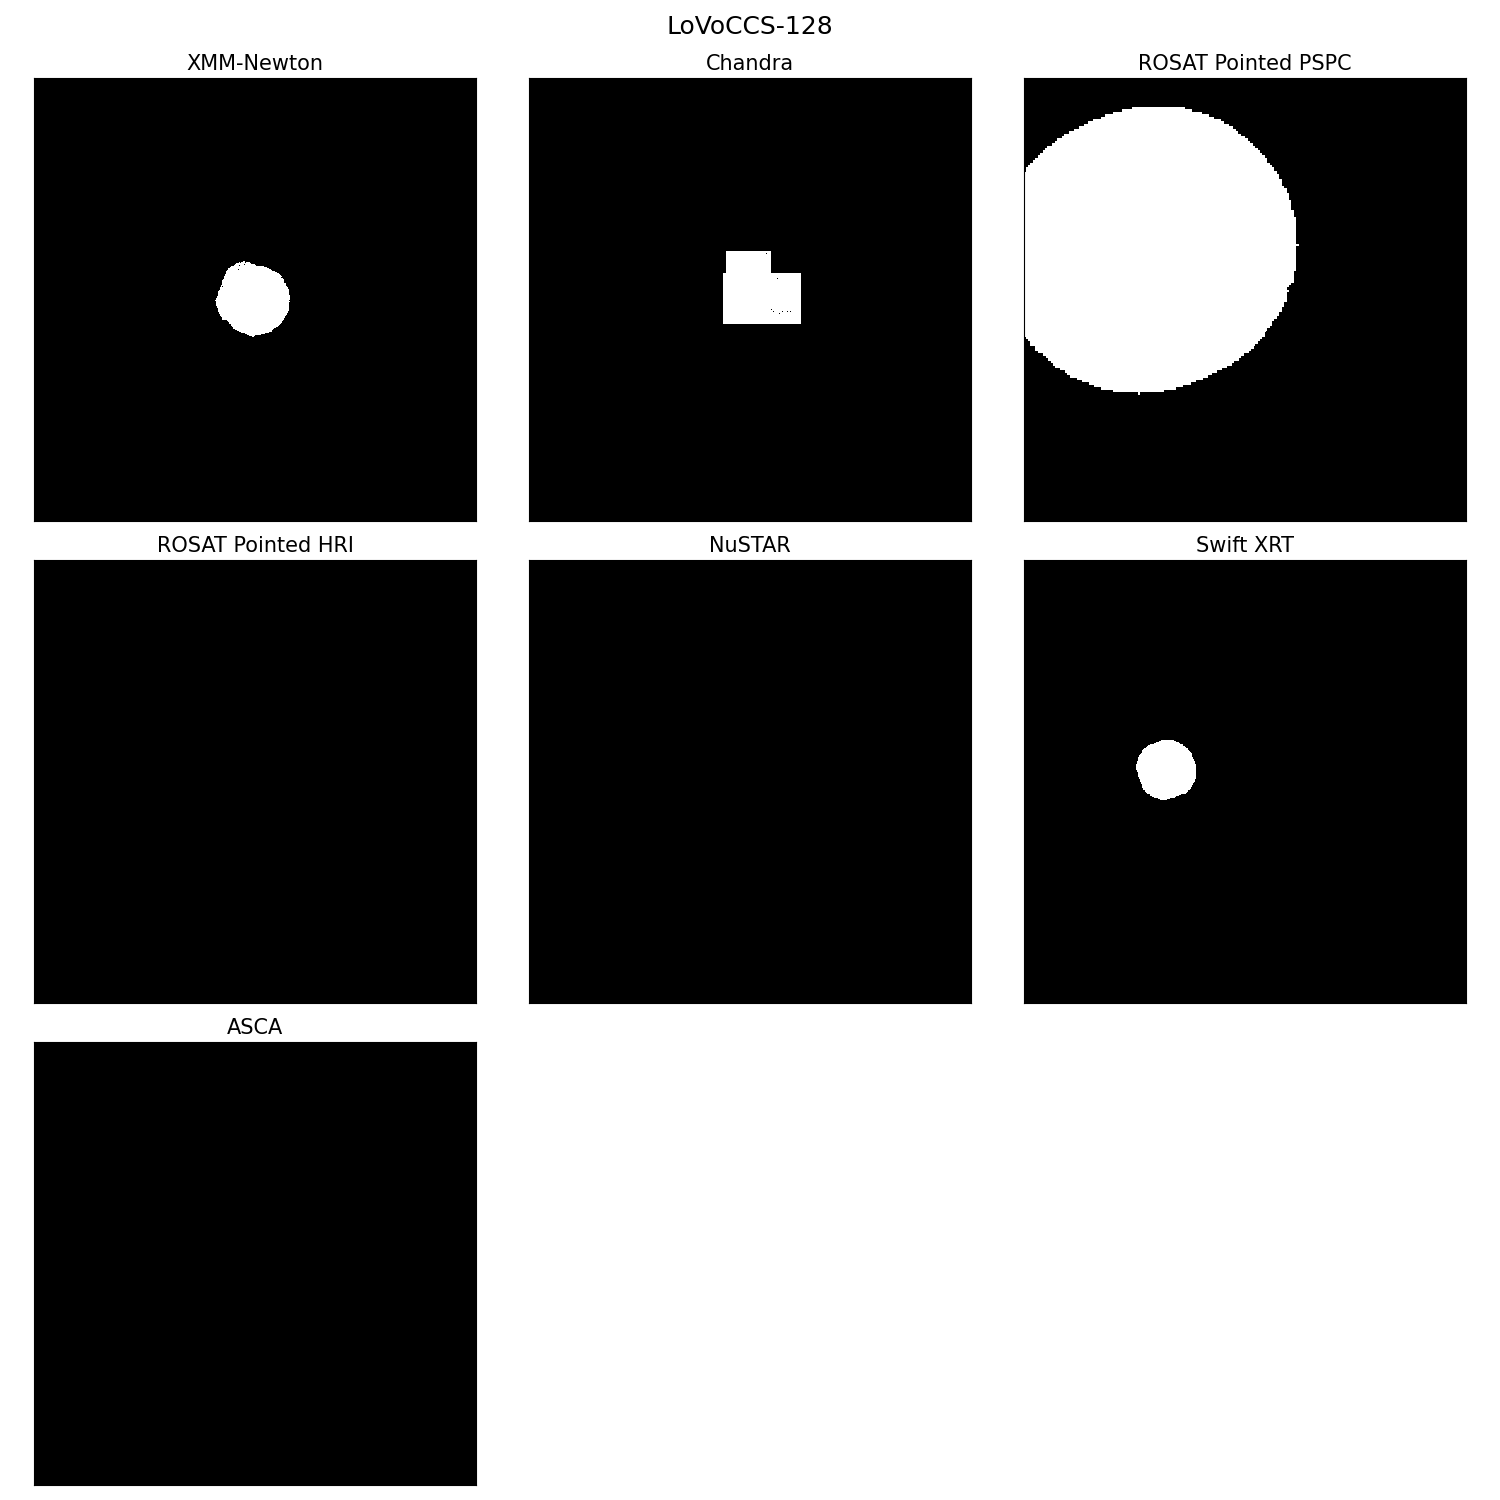 LoVoCCS-128
XMM-Newton
Chandra
ROSAT Pointed PSPC
ROSAT Pointed HRI
NuSTAR
Swift XRT
ASCA